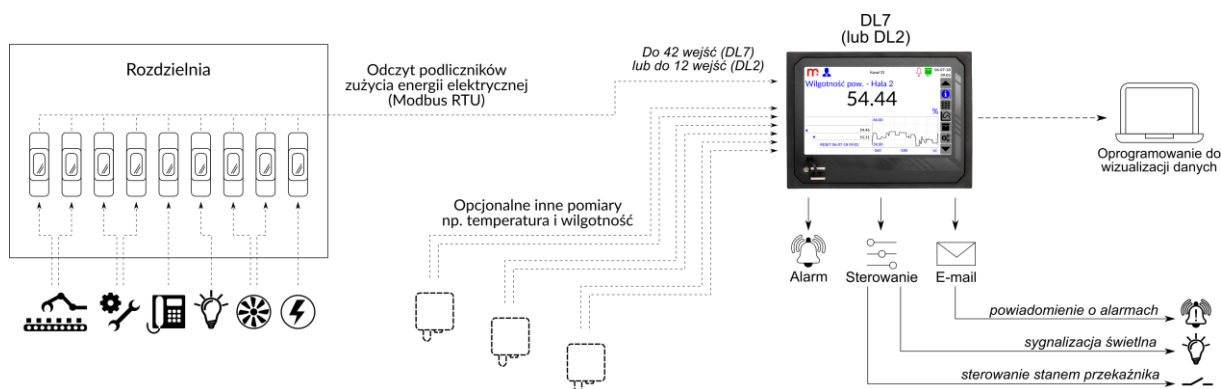 Rozdzielnia
Odczyt podliczników
zużycia energii elektrycznej
(Modbus RTU)
Opcjonalne inne pomiary
np. temperatura i wilgotność
Do 42 wejść (DL7)
lub do 12 wejść (DL2)
DL7
(lub DL2)
Wilgotność pow. - Hala 2
54.44
%
Oprogramowanie do
wizualizacji danych
Alarm
Sterowanie
E-mail
powiadomienie o alarmach
sygnalizacja świetlna
sterowanie stanem przekaźnika